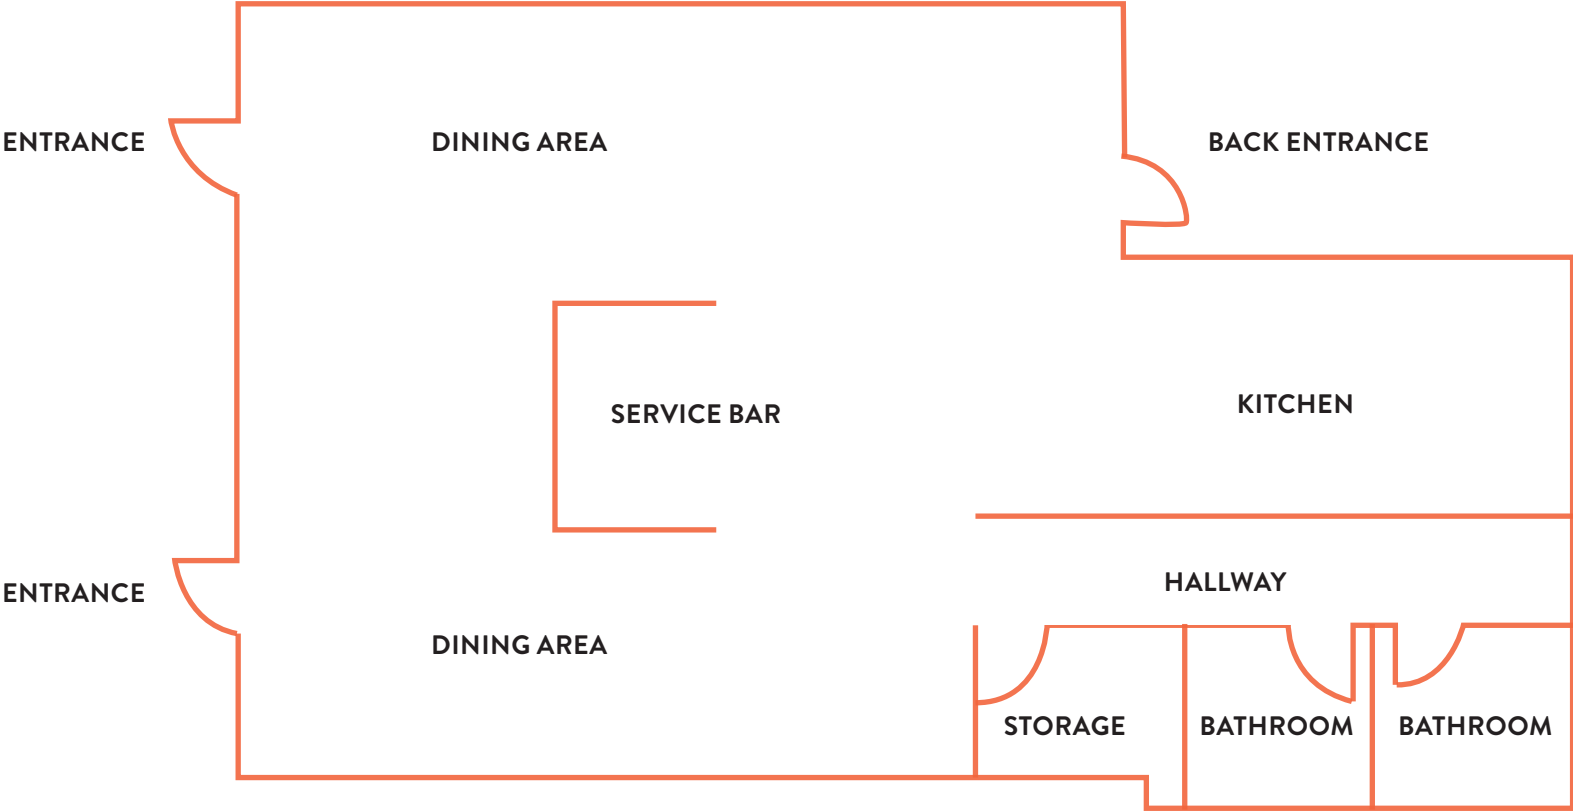 ENTRANCE
DINING AREA
BACK ENTRANCE
SERVICE BAR
KITCHEN
HALLWAY
ENTRANCE
DINING AREA
STORAGE
BATHROOM
BATHROOM